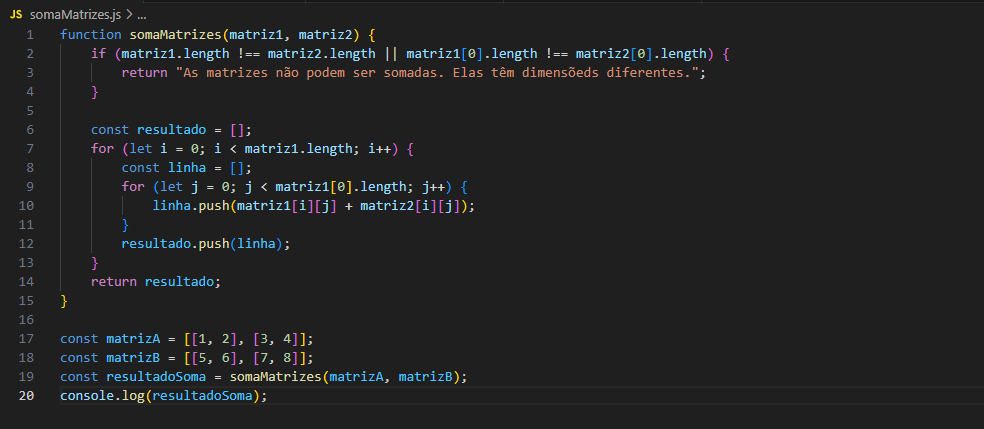 JS somaMatrizes.js > ...
1 function somaMatrizes(matriz1, matriz2) {
2     if (matriz1.length !== matriz2.length || matriz1[0].length !== matriz2[0].length) {
3         return "As matrizes não podem ser somadas. Elas têm dimensõeds diferentes.";
4     }
5
6     const resultado = [];
7     for (let i = 0; i < matriz1.length; i++) {
8         const linha = [];
9         for (let j = 0; j < matriz1[0].length; j++) {
10             linha.push(matriz1[i][j] + matriz2[i][j]);
11         }
12         resultado.push(linha);
13     }
14     return resultado;
15 }
16
17 const matrizA = [[1, 2], [3, 4]];
18 const matrizB = [[5, 6], [7, 8]];
19 const resultadoSoma = somaMatrizes(matrizA, matrizB);
20 console.log(resultadoSoma);